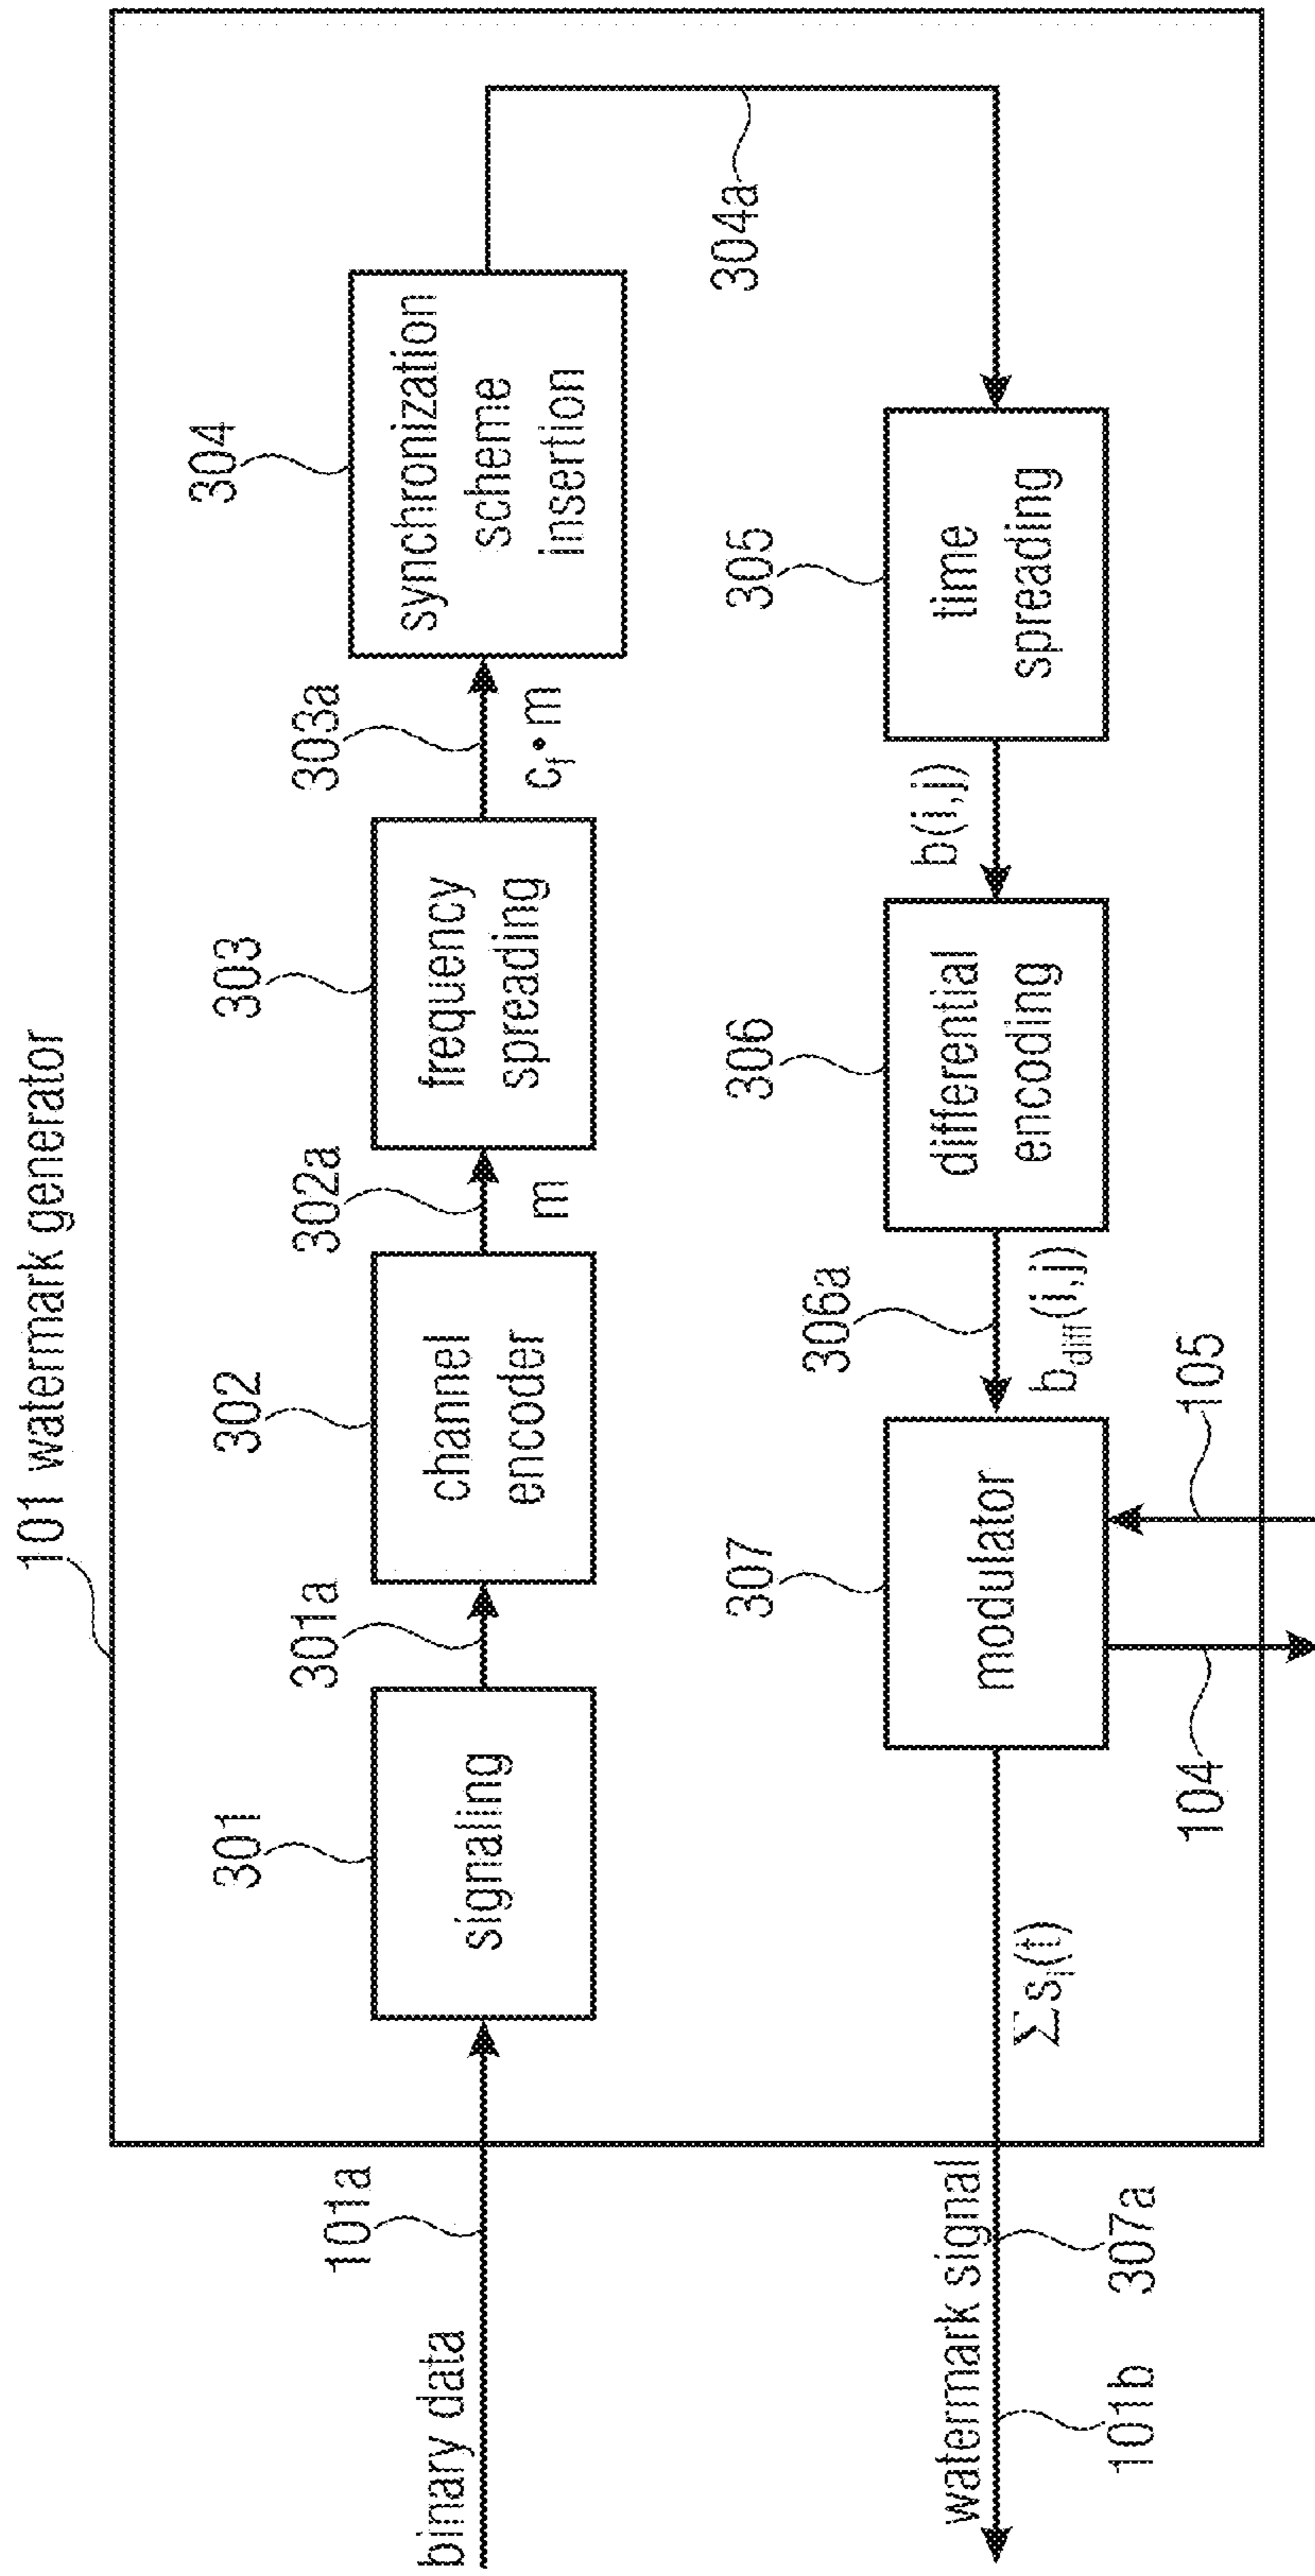 101 watermark generator
binary data
101a
301
signaling
301a
302
channel
encoder
302a
m
303
frequency
spreading
303a
c_f•m
304
synchronization
scheme
insertion
304a
305
time
spreading
b(i,j)
306
differential
encoding
306a
b_diff(i,j)
307
modulator
105
104
Σs_i(t)
watermark signal
307a
101b